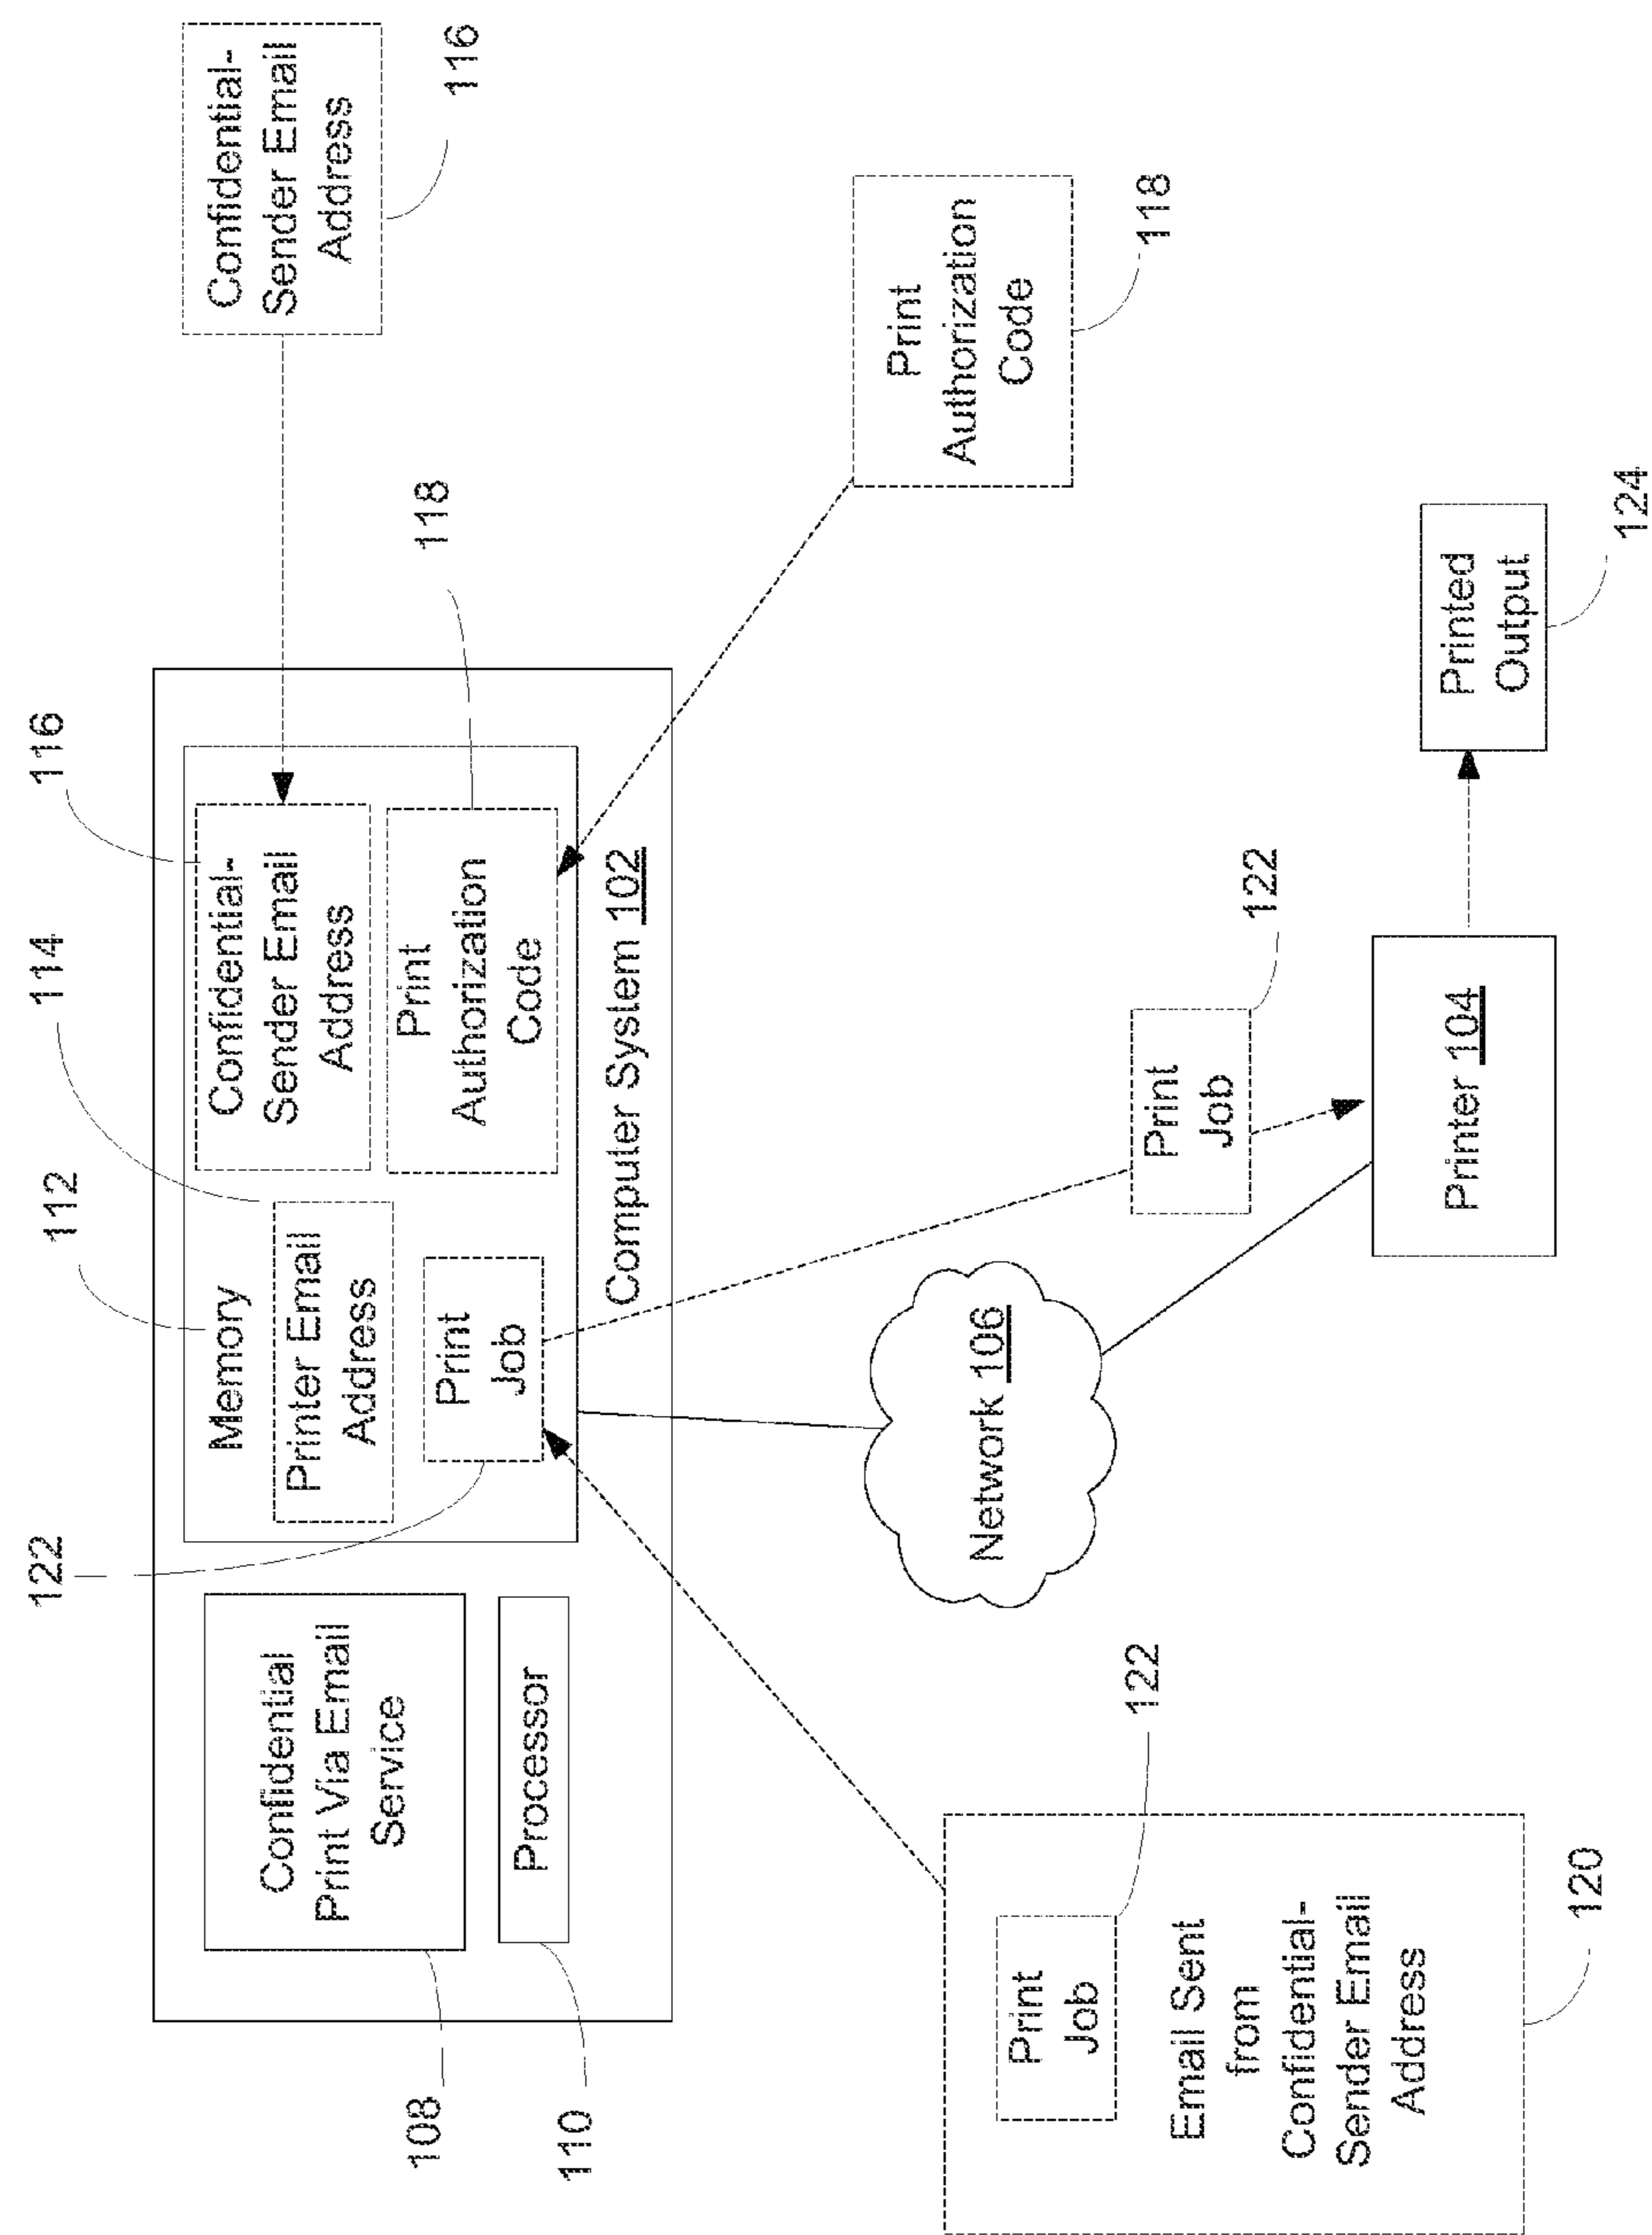 122
112
114
116
Confidential
Print Via Email
Service
Memory
Printer Email
Address
Confidential-
Sender Email
Address
Confidential-
Sender Email
Address
116
108
Processor
110
Print
Job
Print
Authorization
Code
118
Computer System 102
Print
Job
122
Email Sent
from
Confidential-
Sender Email
Address
120
Network 106
Print
Authorization
Code
118
Print
Job
122
Printer 104
Printed
Output
124